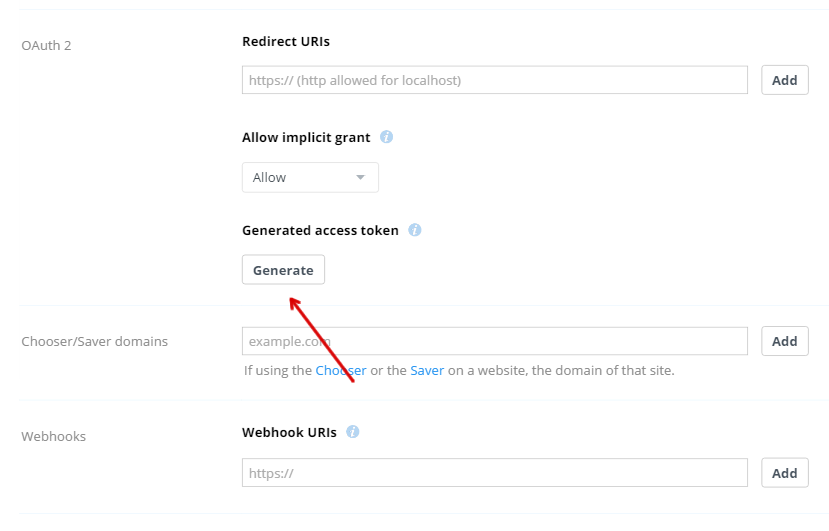 OAuth 2
Redirect URIs
https:// (http allowed for localhost)
Add
Allow implicit grant i
Allow
Generated access token i
Generate
Chooser/Saver domains
example.com
Add
If using the Chooser or the Saver on a website, the domain of that site.
Webhooks
Webhook URIs i
https://
Add